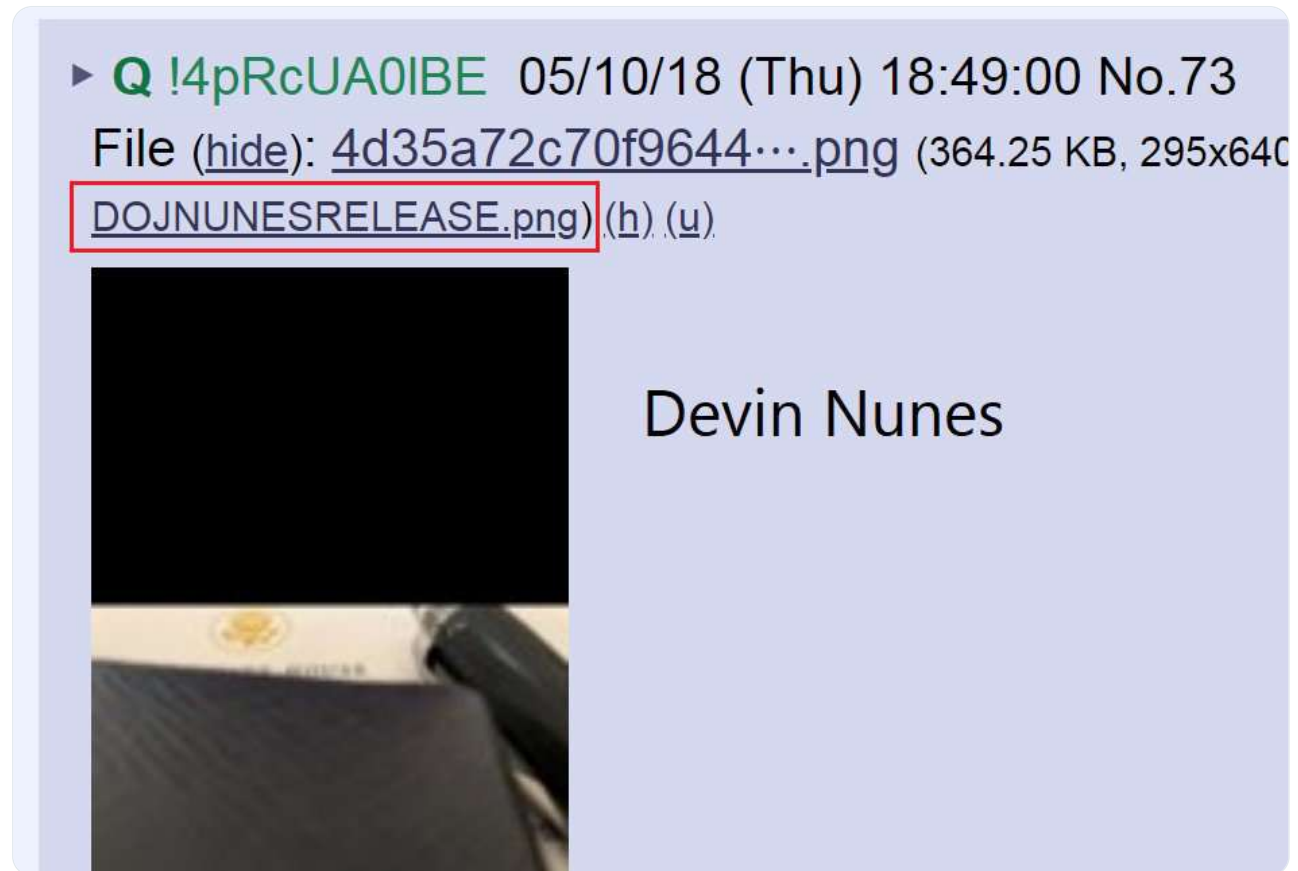 ▶ Q !4pRcUA0IBE 05/10/18 (Thu) 18:49:00 No.73
File (hide): 4d35a72c70f9644⋯.png (364.25 KB, 295x640
DOJNUNESRELEASE.png) (h) (u)
Devin Nunes